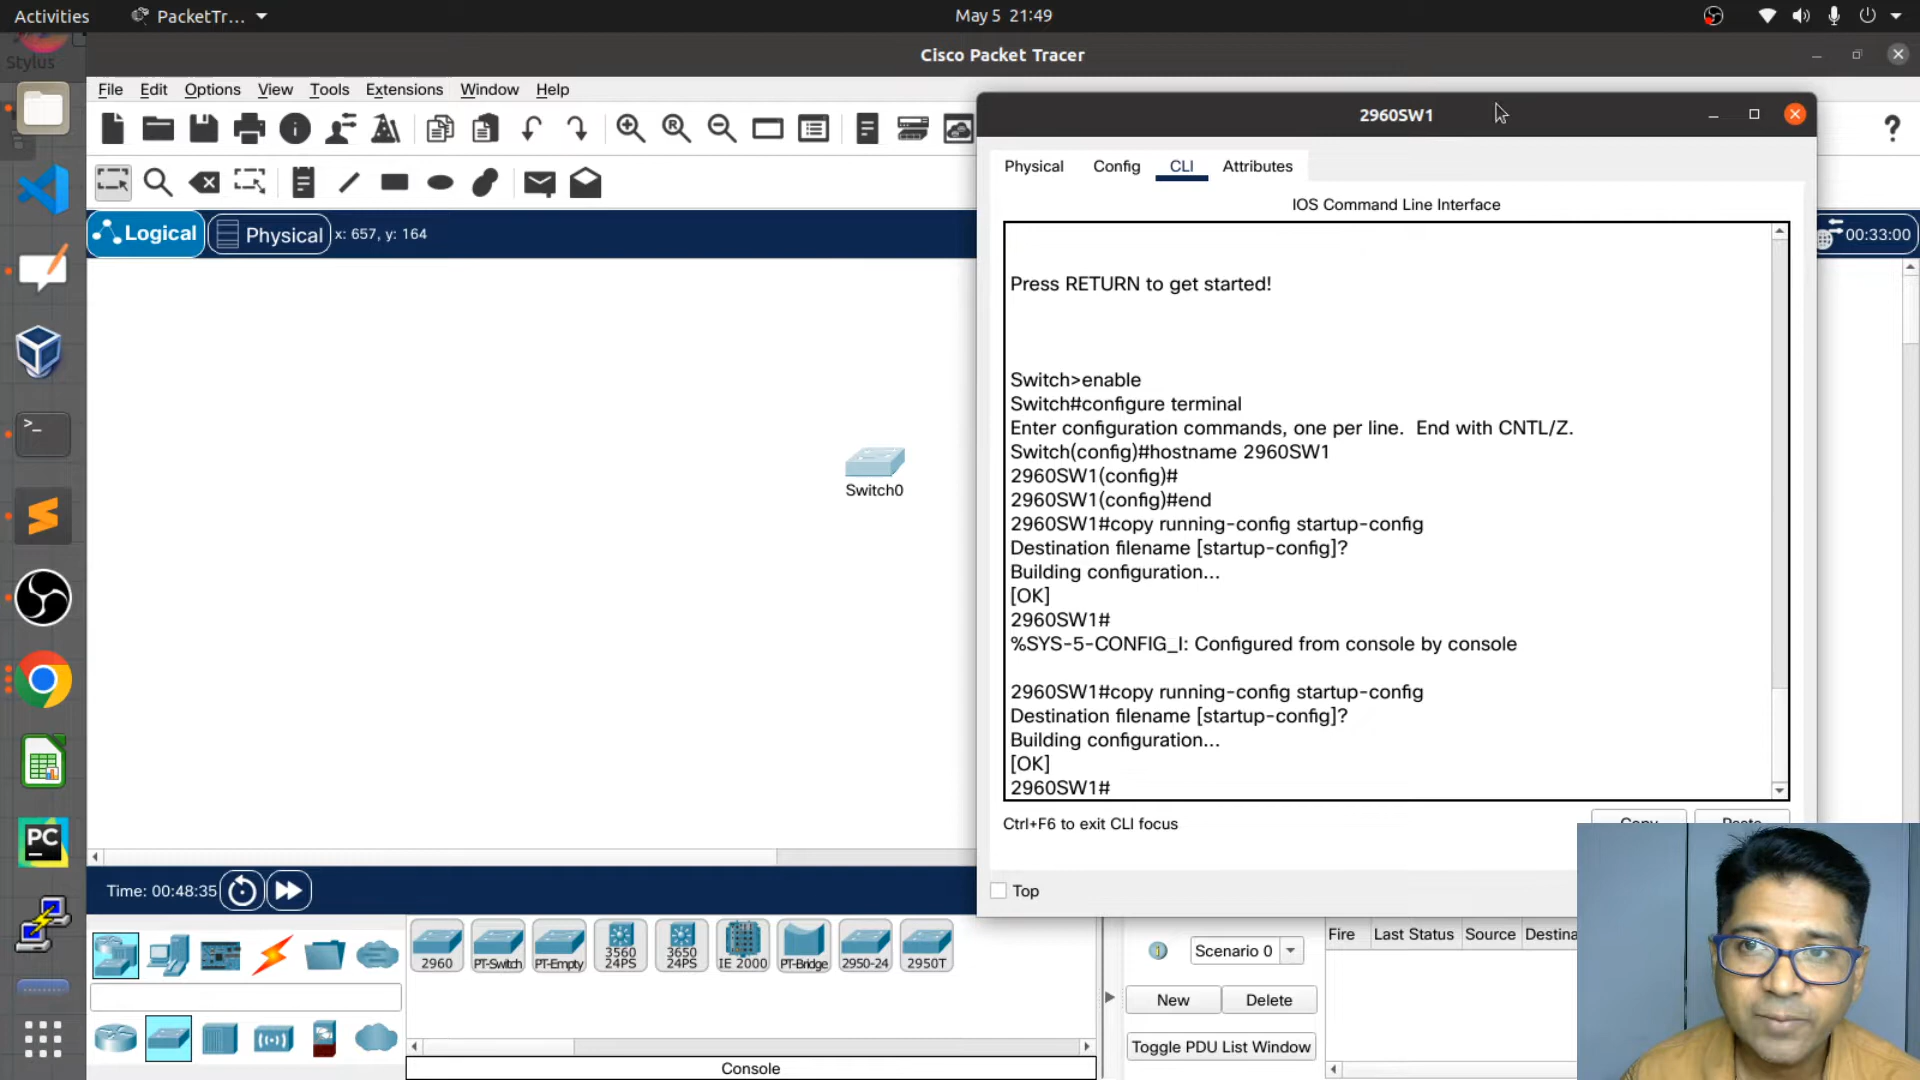 Activities
PacketTr...
May 5 21:49
Stylus
Cisco Packet Tracer
File Edit Options View Tools Extensions Window Help
2960SW1
Physical Config CLI Attributes
IOS Command Line Interface
Logical
Physical
x: 657, y: 164
00:33:00
Press RETURN to get started!
Switch>enable
Switch#configure terminal
Enter configuration commands, one per line.  End with CNTL/Z.
Switch(config)#hostname 2960SW1
2960SW1(config)#
2960SW1(config)#end
2960SW1#copy running-config startup-config
Destination filename [startup-config]?
Building configuration...
[OK]
2960SW1#
%SYS-5-CONFIG_I: Configured from console by console
2960SW1#copy running-config startup-config
Destination filename [startup-config]?
Building configuration...
[OK]
2960SW1#
Switch0
Ctrl+F6 to exit CLI focus
Copy Paste
Top
Time: 00:48:35
2960
PT-Switch
PT-Empty
3560 24PS
3650 24PS
IE 2000
PT-Bridge
2950-24
2950T
Console
Scenario 0
New Delete
Toggle PDU List Window
Fire Last Status Source Destina
PC